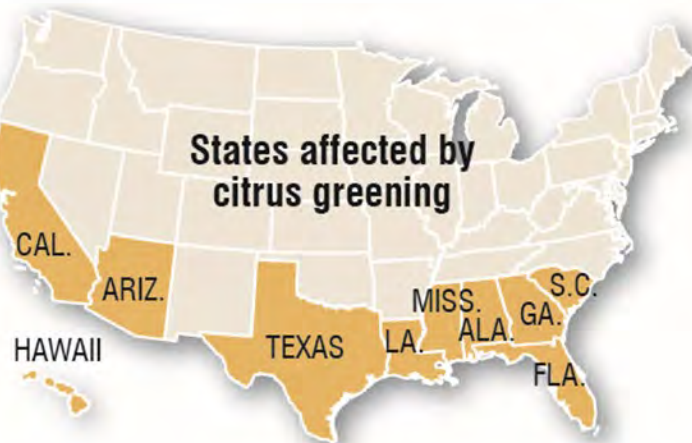 States affected by
citrus greening
CAL.
ARIZ.
HAWAII
TEXAS
LA.
MISS.
ALA.
GA.
S.C.
FLA.